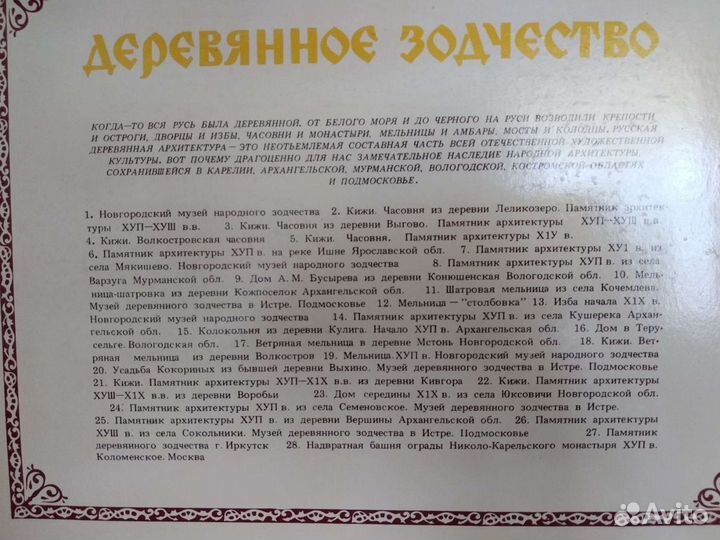 ДЕРЕВЯННОЕ ЗОДЧЕСТВО
КОГДА—ТО ВСЯ РУСЬ БЫЛА ДЕРЕВЯННОЙ. ОТ БЕЛОГО МОРЯ И ДО ЧЕРНОГО НА РУСИ ВОЗВОДИЛИ КРЕПОСТИ
И ОСТРОГИ, ДВОРЦЫ И ИЗБЫ, ЧАСОВНИ И МОНАСТЫРИ, МЕЛЬНИЦЫ И АМБАРЫ, МОСТЫ И КОЛОДЦЫ. РУССКАЯ
ДЕРЕВЯННАЯ АРХИТЕКТУРА — ЭТО НЕОТЪЕМЛЕМАЯ СОСТАВНАЯ ЧАСТЬ ВСЕЙ ОТЕЧЕСТВЕННОЙ ХУДОЖЕСТВЕННОЙ
КУЛЬТУРЫ. ВОТ ПОЧЕМУ ДРАГОЦЕННО ДЛЯ НАС ЗАМЕЧАТЕЛЬНОЕ НАСЛЕДИЕ НАРОДНОЙ АРХИТЕКТУРЫ,
СОХРАНИВШЕЙСЯ В КАРЕЛИИ, АРХАНГЕЛЬСКОЙ, МУРМАНСКОЙ, ВОЛОГОДСКОЙ, КОСТРОМСКОЙ ОБЛАСТЯХ
И ПОДМОСКОВЬЕ.
1. Новгородский музей народного зодчества 2. Кижи. Часовня из деревни Леликозеро. Памятник архитек-
туры ХУП—ХУШ в.в. 3. Кижи. Часовня из деревни Выгово. Памятник архитектуры ХУП—ХУШ в.в.
4. Кижи. Волкостровская часовня 5. Кижи. Часовня. Памятник архитектуры Х1У в.
6. Памятник архитектуры ХУП в. на реке Ишне Ярославской обл. 7. Памятник архитектуры ХУ1 в. из
села Мякишево. Новгородский музей народного зодчества 8. Памятник архитектуры ХУП в. из села
Варзуга Мурманской обл. 9. Дом А.М. Бусырева из деревни Конюшенная Вологодской обл. 10. Мель-
ница-шатровка из деревни Кожпоселок Архангельской обл. 11. Шатровая мельница из села Кочемлева.
Музей деревянного зодчества в Истре. Подмосковье 12. Мельница — "столбовка" 13. Изба начала Х1Х в.
Новгородский музей народного зодчества 14. Памятник архитектуры ХУП в. из села Кушерека Архан-
гельской обл. 15. Колокольня из деревни Кулига. Начало ХУП в. Архангельская обл. 16. Дом в Теру-
сельге. Вологодская обл. 17. Ветряная мельница в деревне Мстонь Новгородской обл. 18. Кижи. Вет-
ряная мельница из деревни Волкостров 19. Мельница. ХУП в. Новгородский музей народного зодчества
20. Усадьба Кокориных из бывшей деревни Выхино. Музей деревянного зодчества в Истре. Подмосковье
21. Кижи. Памятник архитектуры ХУП—Х1Х в.в. из деревни Кивгора 22. Кижи. Памятник архитектуры
ХУШ—Х1Х в.в. из деревни Воробьи 23. Дом середины Х1Х в. из села Юксовичи Новгородской обл.
24. Памятник архитектуры ХУП в. из села Семеновское. Музей деревянного зодчества в Истре.
25. Памятник архитектуры ХУП в. из деревни Вершины Архангельской обл. 26. Памятник архитектуры
ХУШ в. из села Сокольники. Музей деревянного зодчества в Истре. Подмосковье 27. Памятник
деревянного зодчества г. Иркутск 28. Надвратная башня ограды Николо-Карельского монастыря ХУП в.
Коломенское. Москва
Avito